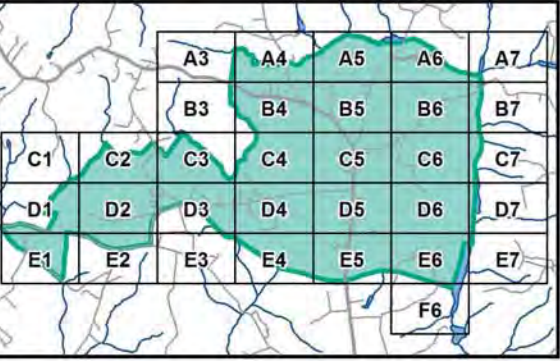 A3 A4 A5 A6 A7
B3 B4 B5 B6 B7
C1 C2 C3 C4 C5 C6 C7
D1 D2 D3 D4 D5 D6 D7
E1 E2 E3 E4 E5 E6 E7
F6